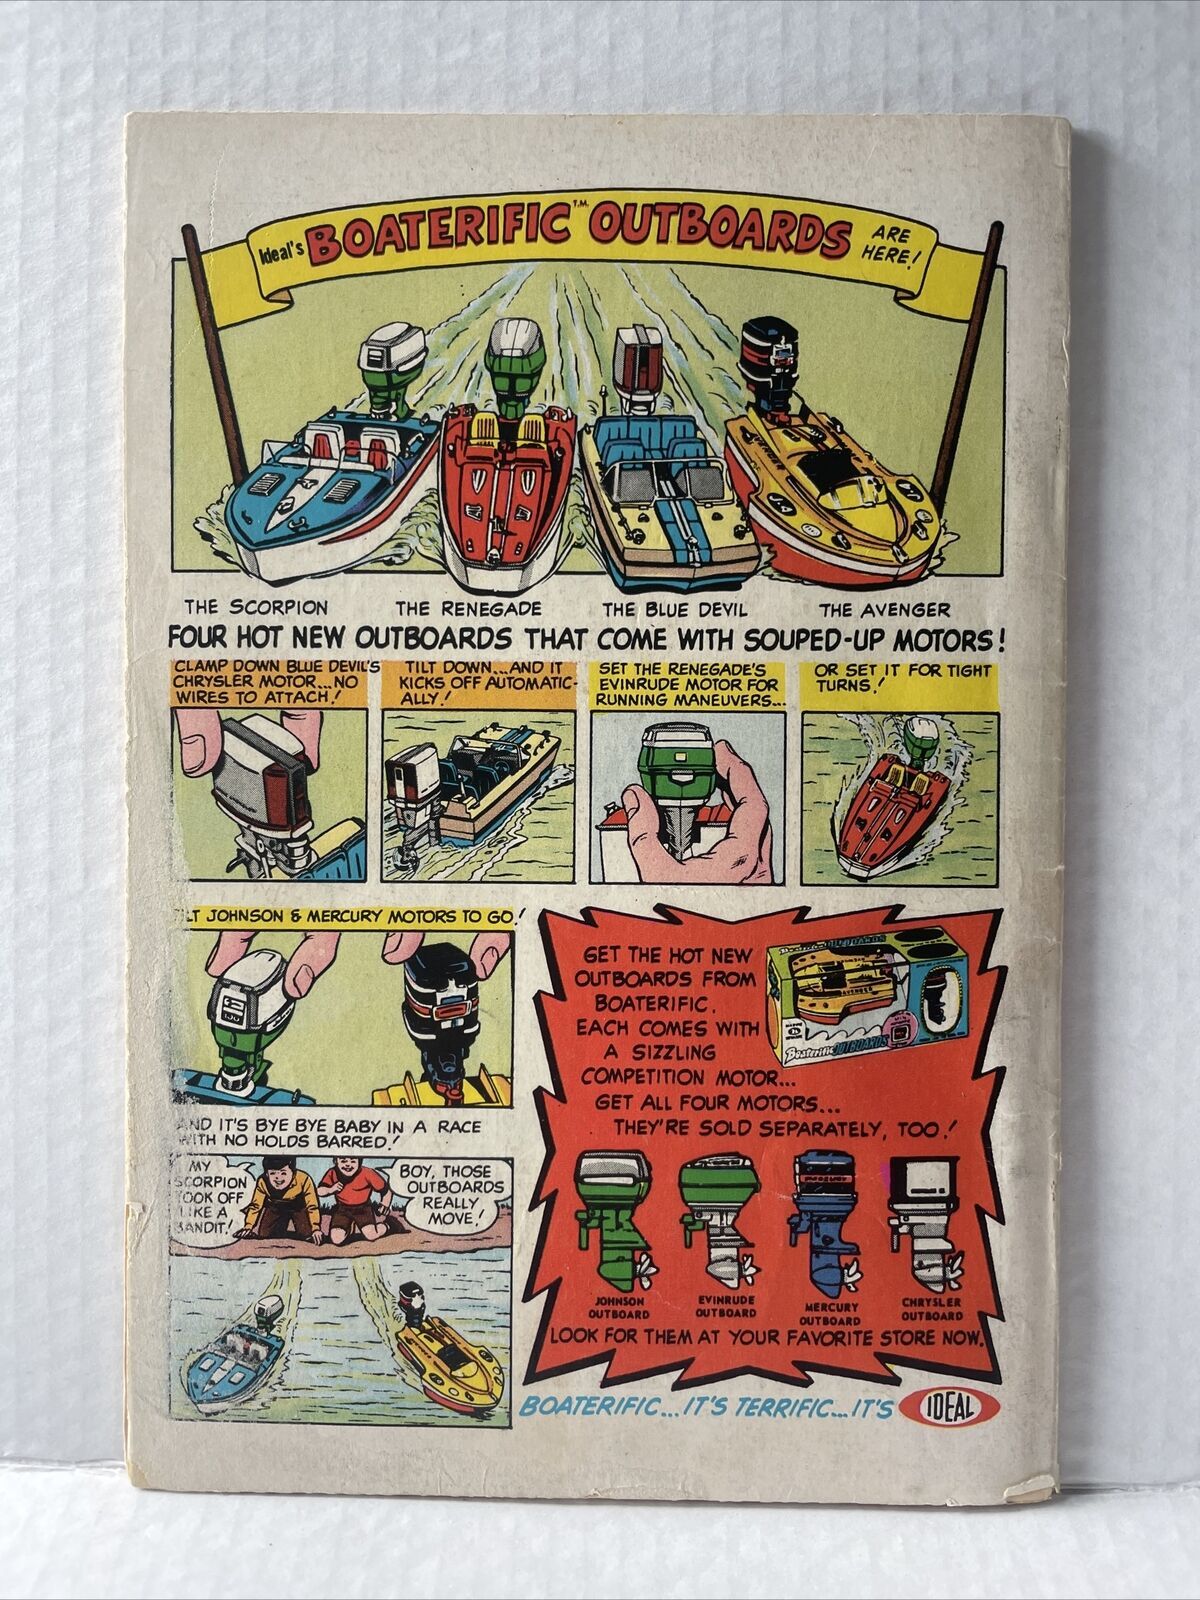 Ideal's BOATERIFIC T.M. OUTBOARDS ARE HERE!
THE SCORPION THE RENEGADE THE BLUE DEVIL THE AVENGER
FOUR HOT NEW OUTBOARDS THAT COME WITH SOUPED-UP MOTORS!
CLAMP DOWN BLUE DEVIL'S
CHRYSLER MOTOR...NO
WIRES TO ATTACH!
TILT DOWN...AND IT
KICKS OFF AUTOMATIC-
ALLY!
SET THE RENEGADE'S
EVINRUDE MOTOR FOR
RUNNING MANEUVERS...
OR SET IT FOR TIGHT
TURNS!
TILT JOHNSON & MERCURY MOTORS TO GO!
AND IT'S BYE BYE BABY IN A RACE
WITH NO HOLDS BARRED!
MY
SCORPION
TOOK OFF
LIKE A
BANDIT!
BOY, THOSE
OUTBOARDS
REALLY
MOVE!
GET THE HOT NEW
OUTBOARDS FROM
BOATERIFIC.
EACH COMES WITH
A SIZZLING
COMPETITION MOTOR...
GET ALL FOUR MOTORS...
THEY'RE SOLD SEPARATELY, TOO!
AVENGER
Boaterific OUTBOARDS
JOHNSON
OUTBOARD
EVINRUDE
OUTBOARD
MERCURY
OUTBOARD
CHRYSLER
OUTBOARD
LOOK FOR THEM AT YOUR FAVORITE STORE NOW.
BOATERIFIC...IT'S TERRIFIC...IT'S IDEAL